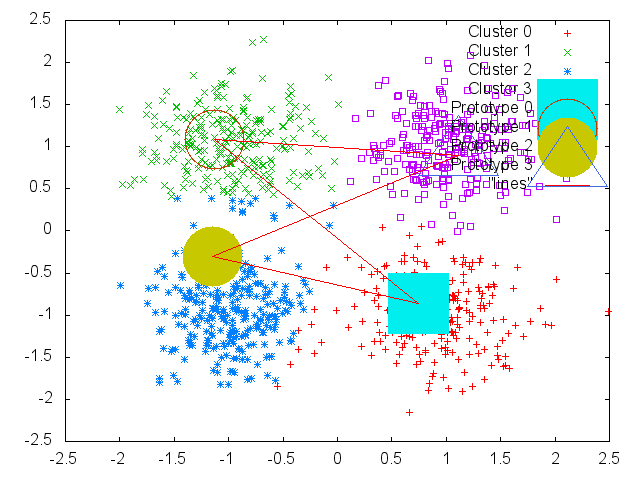 2.5
2
1.5
1
0.5
0
-0.5
-1
-1.5
-2
-2.5
-2.5
-2
-1.5
-1
-0.5
0
0.5
1
1.5
2
2.5
Cluster 0
Cluster 1
Cluster 2
Cluster 3
Prototype 0
Prototype 1
Prototype 2
Prototype 3
"lines"